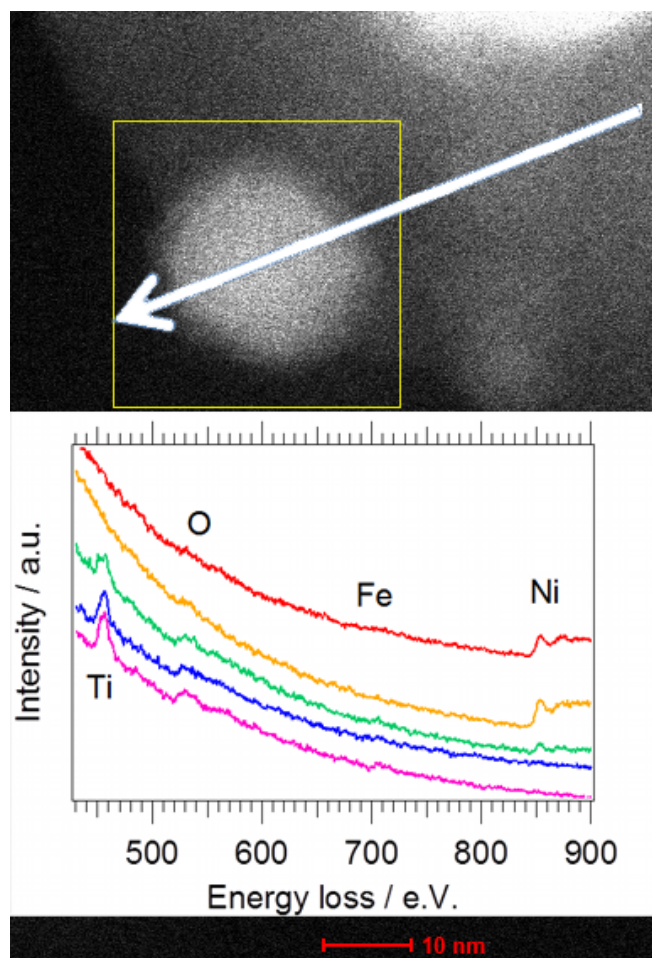 O
Fe
Ni
Ti
Intensity / a.u.
500 600 700 800 900
Energy loss / e.V.
10 nm